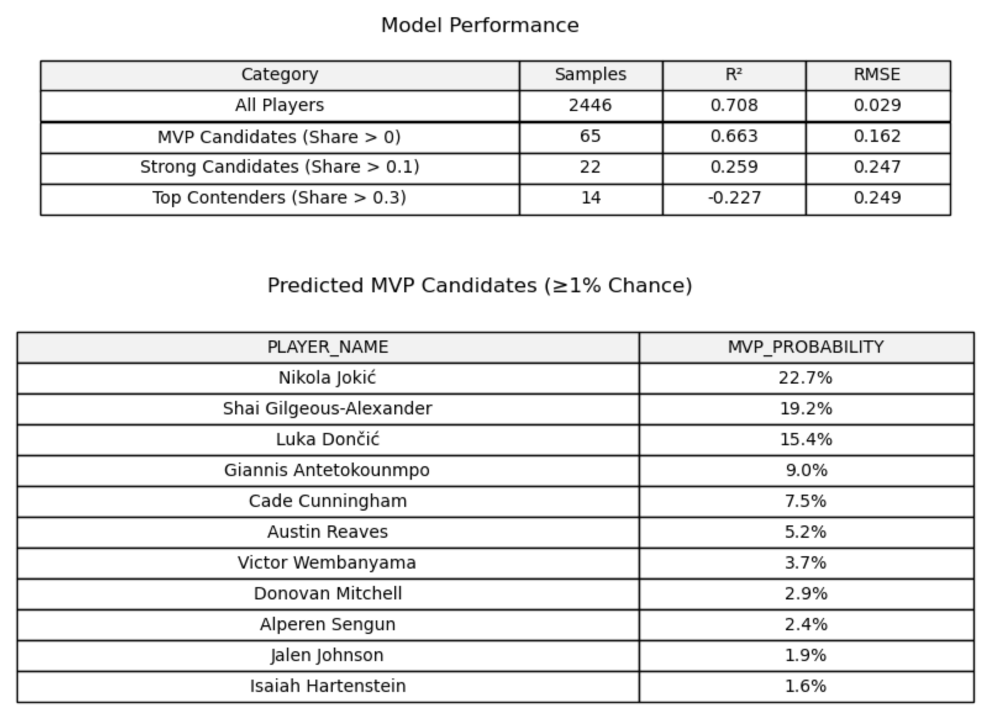 Model Performance
Category Samples R² RMSE
All Players 2446 0.708 0.029
MVP Candidates (Share > 0) 65 0.663 0.162
Strong Candidates (Share > 0.1) 22 0.259 0.247
Top Contenders (Share > 0.3) 14 -0.227 0.249
Predicted MVP Candidates (≥1% Chance)
PLAYER_NAME MVP_PROBABILITY
Nikola Jokić 22.7%
Shai Gilgeous-Alexander 19.2%
Luka Dončić 15.4%
Giannis Antetokounmpo 9.0%
Cade Cunningham 7.5%
Austin Reaves 5.2%
Victor Wembanyama 3.7%
Donovan Mitchell 2.9%
Alperen Sengun 2.4%
Jalen Johnson 1.9%
Isaiah Hartenstein 1.6%